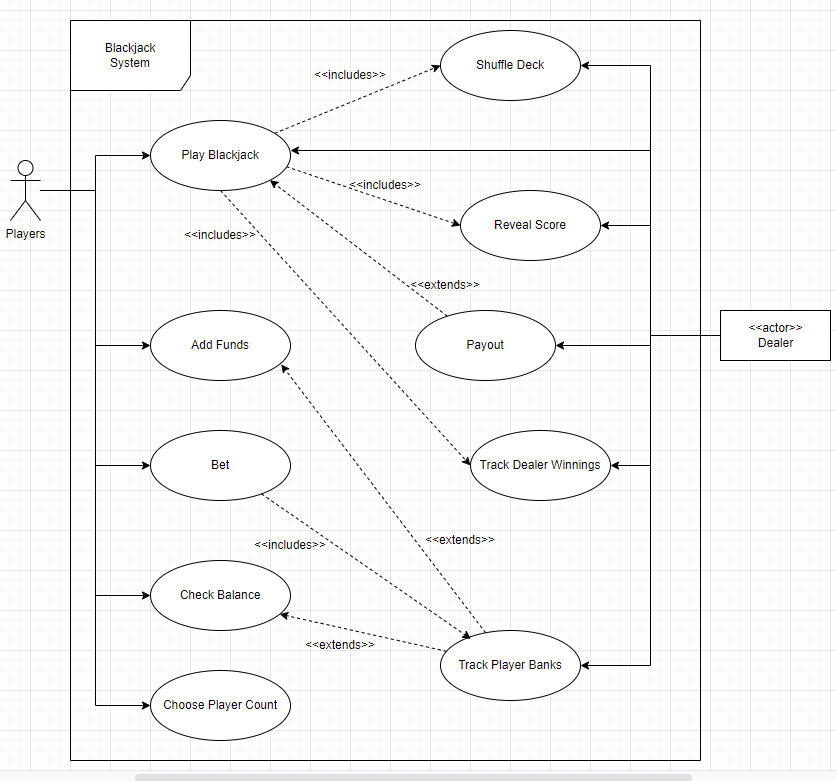 Blackjack
System
Shuffle Deck
<<includes>>
Play Blackjack
<<includes>>
Reveal Score
Players
<<includes>>
<<extends>>
<<actor>>
Dealer
Add Funds
Payout
Bet
Track Dealer Winnings
<<includes>>
<<extends>>
Check Balance
<<extends>>
Track Player Banks
Choose Player Count